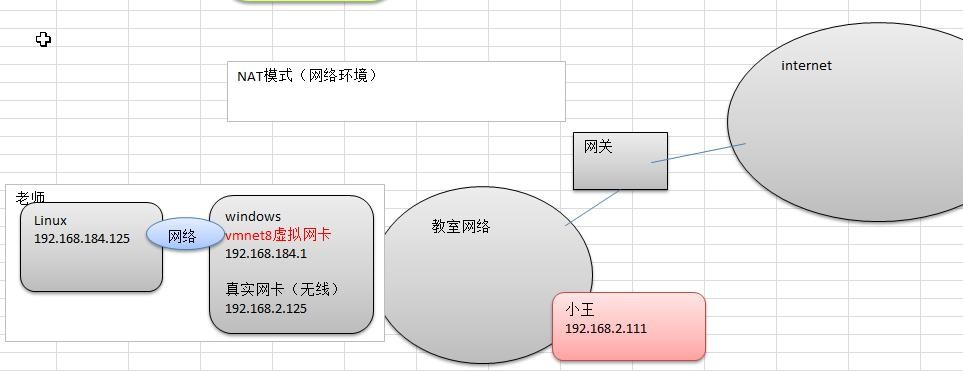 NAT模式（网络环境）
internet
网关
老师
Linux
192.168.184.125
网络
windows
vmnet8虚拟网卡
192.168.184.1
真实网卡（无线）
192.168.2.125
教室网络
小王
192.168.2.111